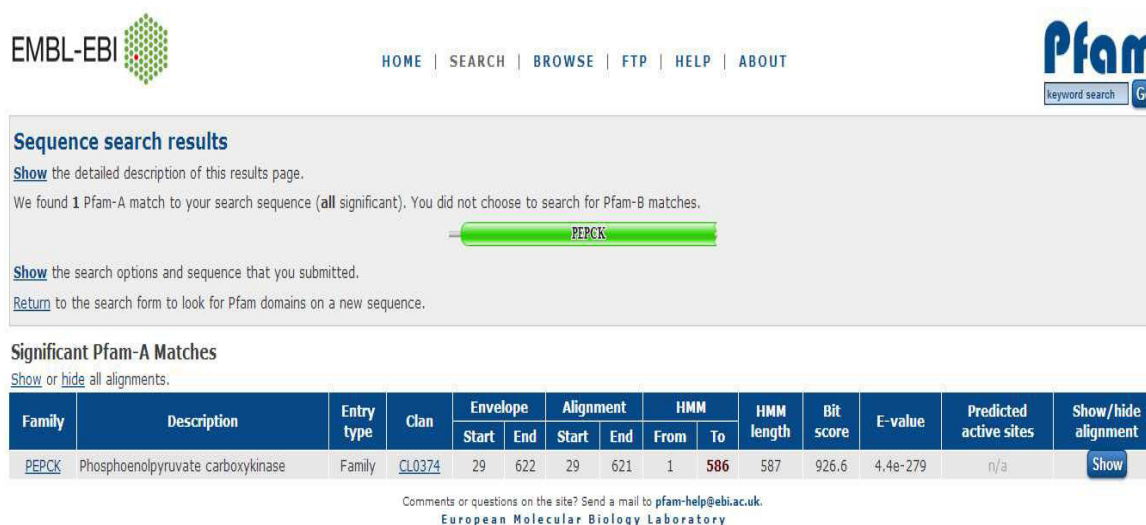 EMBL-EBI
HOME | SEARCH | BROWSE | FTP | HELP | ABOUT
Pfam
keyword search
Sequence search results
Show the detailed description of this results page.
We found 1 Pfam-A match to your search sequence (all significant). You did not choose to search for Pfam-B matches.
PEPCK
Show the search options and sequence that you submitted.
Return to the search form to look for Pfam domains on a new sequence.
Significant Pfam-A Matches
Show or hide all alignments.
Family Description Entry type Clan Envelope Alignment HMM HMM length Bit score E-value Predicted active sites Show/hide alignment
Start End Start End From To
PEPCK Phosphoenolpyruvate carboxykinase Family CL0374 29 622 29 621 1 586 587 926.6 4.4e-279 n/a Show
Comments or questions on the site? Send a mail to pfam-help@ebi.ac.uk.
European Molecular Biology Laboratory